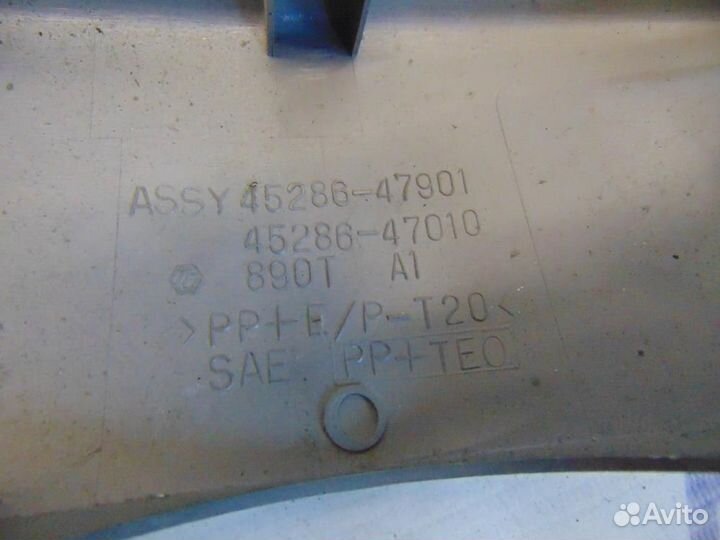 ASSY 45286-47901
45286-47010
890T A1
>PP+E/P-T20<
SAE PP+TEO
Avito